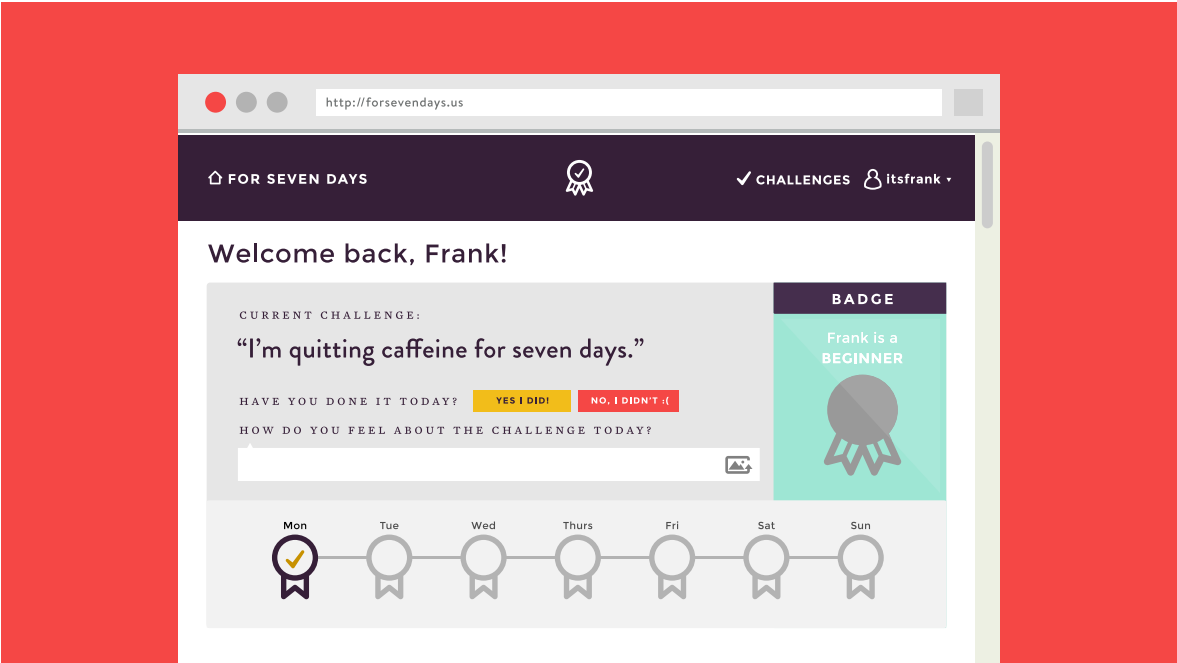 http://forsevendays.us
FOR SEVEN DAYS
CHALLENGES
itsfrank
Welcome back, Frank!
CURRENT CHALLENGE:
“I’m quitting caffeine for seven days.”
HAVE YOU DONE IT TODAY?
YES I DID!
NO, I DIDN'T :(
HOW DO YOU FEEL ABOUT THE CHALLENGE TODAY?
BADGE
Frank is a
BEGINNER
Mon Tue Wed Thurs Fri Sat Sun